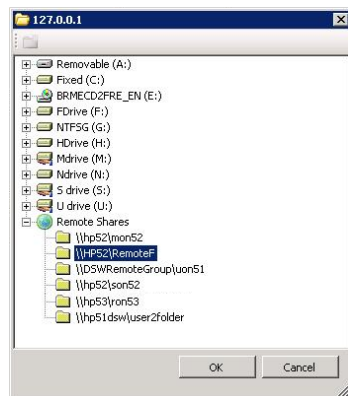 127.0.0.1
Removable (A:)
Fixed (C:)
BRMECD2FRE_EN (E:)
FDrive (F:)
NTFSG (G:)
HDrive (H:)
Mdrive (M:)
Ndrive (N:)
S drive (S:)
U drive (U:)
Remote Shares
\\hp52\mon52
\\HP52\RemoteF
\\DSWRemoteGroup\uon51
\\hp52\son52
\\hp53\ron53
\\hp51dsw\user2folder
OK Cancel